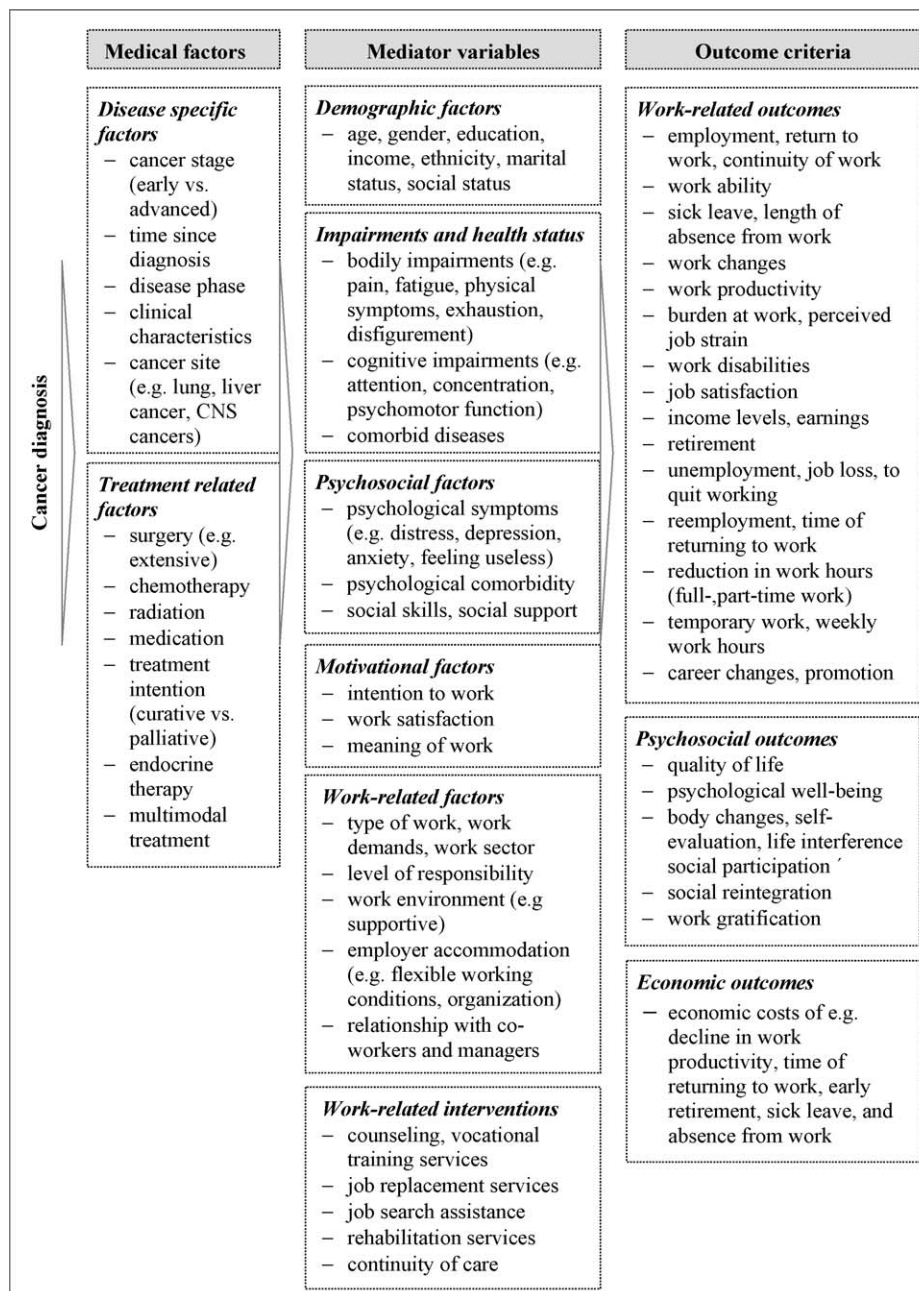 Medical factors
Mediator variables
Outcome criteria
Cancer diagnosis
Disease specific
factors
– cancer stage
(early vs.
advanced)
– time since
diagnosis
– disease phase
– clinical
characteristics
– cancer site
(e.g. lung, liver
cancer, CNS
cancers)
Treatment related
factors
– surgery (e.g.
extensive)
– chemotherapy
– radiation
– medication
– treatment
intention
(curative vs.
palliative)
– endocrine
therapy
– multimodal
treatment
Demographic factors
– age, gender, education,
income, ethnicity, marital
status, social status
Impairments and health status
– bodily impairments (e.g.
pain, fatigue, physical
symptoms, exhaustion,
disfigurement)
– cognitive impairments (e.g.
attention, concentration,
psychomotor function)
– comorbid diseases
Psychosocial factors
– psychological symptoms
(e.g. distress, depression,
anxiety, feeling useless)
– psychological comorbidity
– social skills, social support
Motivational factors
– intention to work
– work satisfaction
– meaning of work
Work-related factors
– type of work, work
demands, work sector
– level of responsibility
– work environment (e.g
supportive)
– employer accommodation
(e.g. flexible working
conditions, organization)
– relationship with co-
workers and managers
Work-related interventions
– counseling, vocational
training services
– job replacement services
– job search assistance
– rehabilitation services
– continuity of care
Work-related outcomes
– employment, return to
work, continuity of work
– work ability
– sick leave, length of
absence from work
– work changes
– work productivity
– burden at work, perceived
job strain
– work disabilities
– job satisfaction
– income levels, earnings
– retirement
– unemployment, job loss, to
quit working
– reemployment, time of
returning to work
– reduction in work hours
(full-,part-time work)
– temporary work, weekly
work hours
– career changes, promotion
Psychosocial outcomes
– quality of life
– psychological well-being
– body changes, self-
evaluation, life interference
social participation ´
– social reintegration
– work gratification
Economic outcomes
– economic costs of e.g.
decline in work
productivity, time of
returning to work, early
retirement, sick leave, and
absence from work